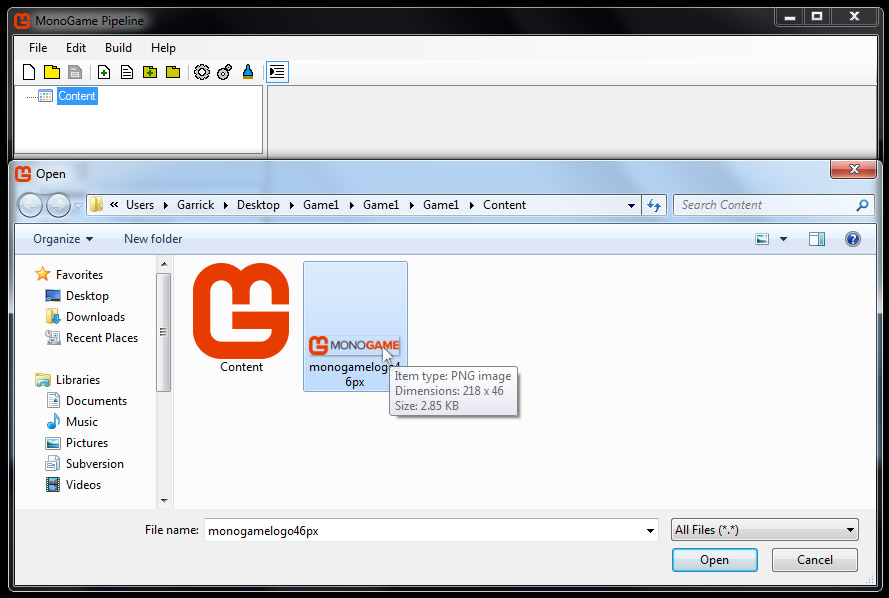 MonoGame Pipeline
File Edit Build Help
Content
Open
« Users Garrick Desktop Game1 Game1 Game1 Content
Search Content
Organize New folder
Favorites
Desktop
Downloads
Recent Places
Libraries
Documents
Music
Pictures
Subversion
Videos
Content
MONOGAME
monogamelogo4
6px
Item type: PNG image
Dimensions: 218 x 46
Size: 2.85 KB
File name: monogamelogo46px
All Files (*.*)
Open Cancel